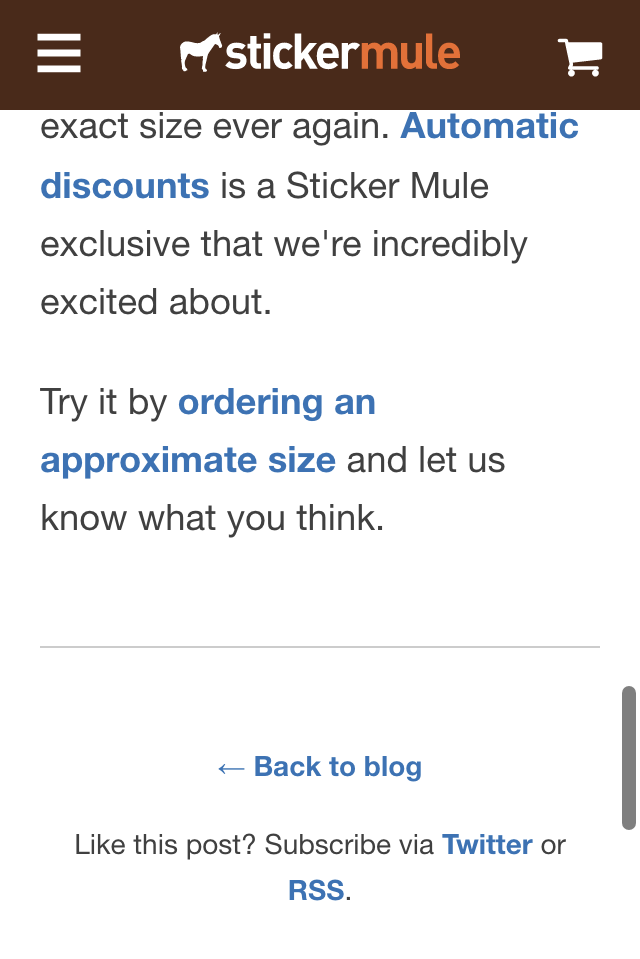 stickermule
exact size ever again. Automatic
discounts is a Sticker Mule
exclusive that we're incredibly
excited about.
Try it by ordering an
approximate size and let us
know what you think.
← Back to blog
Like this post? Subscribe via Twitter or
RSS.